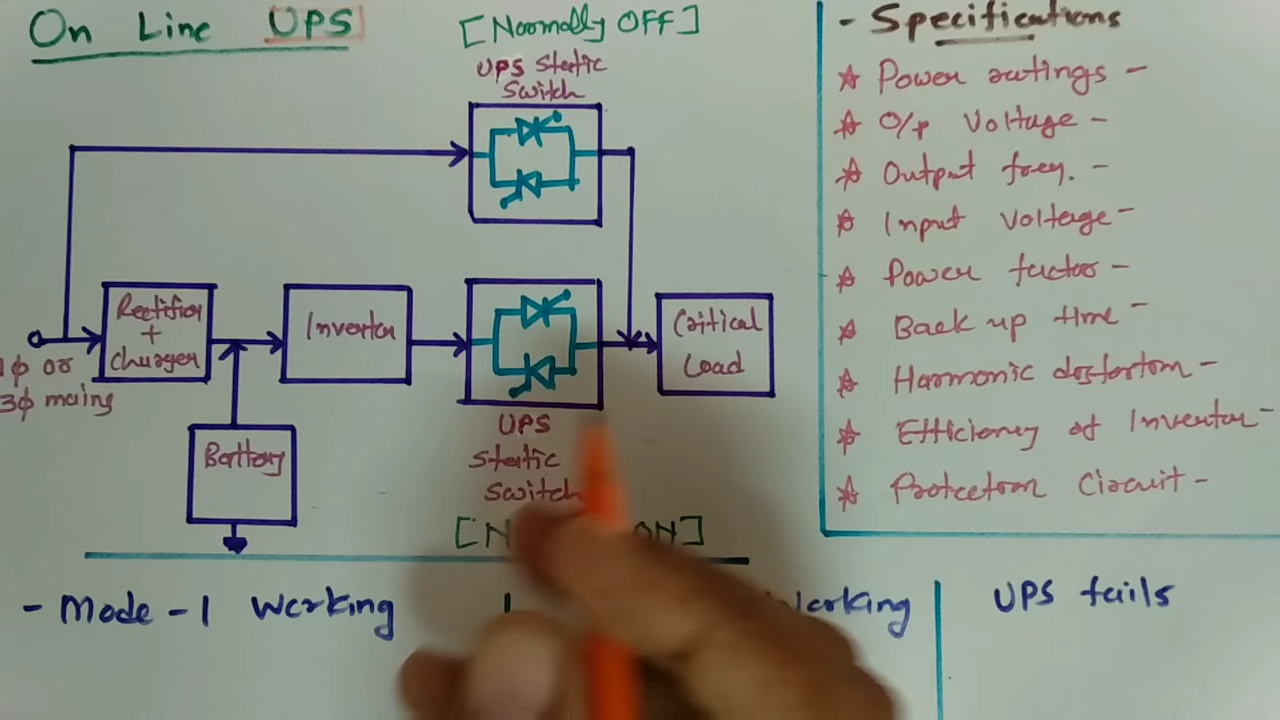 On Line UPS
[Normally OFF]
UPS Static
Switch
Rectifier
+
Charger
Inverter
Critical
Load
1φ or
3φ mains
Battery
UPS
Static
Switch
ON]
- Specifications
☆ Power ratings -
☆ O/p Voltage -
☆ Output freq. -
☆ Input Voltage -
☆ Power factor -
☆ Back up time -
☆ Harmonic distortion -
☆ Efficiency of Inverter -
☆ Protection Circuit -
- Mode - 1 Working
Working
UPS fails